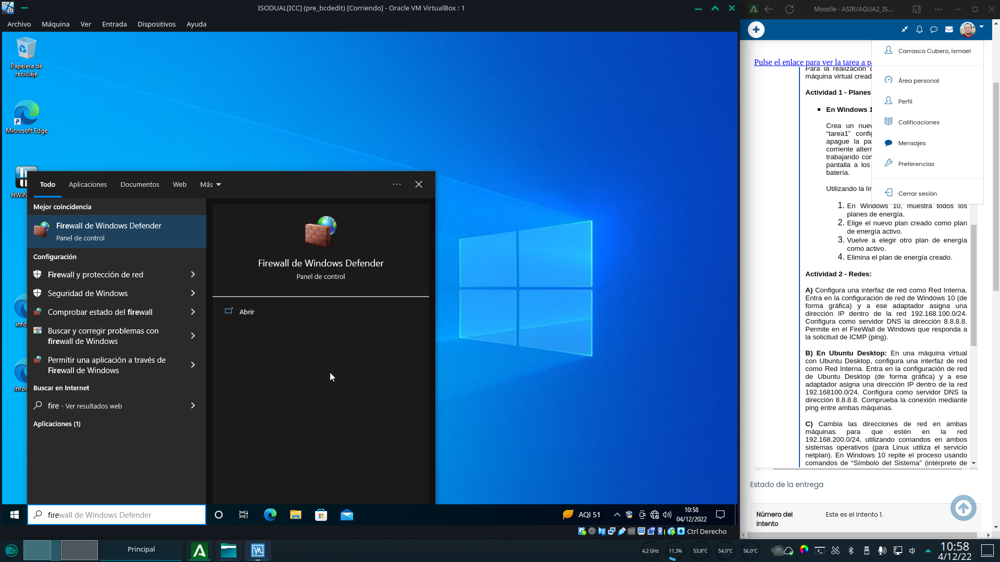 ISODUAL[ICC] (pre_bcdedit) [Corriendo] - Oracle VM VirtualBox : 1
Archivo Máquina Ver Entrada Dispositivos Ayuda
Papelera de
reciclaje
Microsoft Edge
HWiN
infor
infor
Todo Aplicaciones Documentos Web Más
Mejor coincidencia
Firewall de Windows Defender
Panel de control
Configuración
Firewall y protección de red
Seguridad de Windows
Comprobar estado del firewall
Buscar y corregir problemas con
firewall de Windows
Permitir una aplicación a través de
Firewall de Windows
Buscar en Internet
fire - Ver resultados web
Aplicaciones (1)
Firewall de Windows Defender
Panel de control
Abrir
firewall de Windows Defender
AQI 51
10:58
04/12/2022
Ctrl Derecho
Moodle - ASIR/AGUA2_IS...
Carrasco Cubero, Ismael
Área personal
Perfil
Calificaciones
Mensajes
Preferencias
Cerrar sesión
Pulse el enlace para ver la tarea a pa
Para la realización d
máquina virtual cread
Actividad 1 - Planes
En Windows 1
Crea un nuev
“tarea1” config
apague la pa
corriente altern
trabajando con
pantalla a los
batería.
Utilizando la lín
1. En Windows 10, muestra todos los
planes de energía.
2. Elige el nuevo plan creado como plan
de energía activo.
3. Vuelve a elegir otro plan de energía
como activo.
4. Elimina el plan de energía creado.
Actividad 2 - Redes:
A) Configura una interfaz de red como Red Interna.
Entra en la configuración de red de Windows 10 (de
forma gráfica) y a ese adaptador asigna una
dirección IP dentro de la red 192.168.100.0/24.
Configura como servidor DNS la dirección 8.8.8.8.
Permite en el FireWall de Windows que responda a
la solicitud de ICMP (ping).
B) En Ubuntu Desktop: En una máquina virtual
con Ubuntu Desktop, configura una interfaz de red
como Red Interna. Entra en la configuración de red
de Ubuntu Desktop (de forma gráfica) y a ese
adaptador asigna una dirección IP dentro de la red
192.168100.0/24. Configura como servidor DNS la
dirección 8.8.8.8. Comprueba la conexión mediante
ping entre ambas máquinas.
C) Cambia las direcciones de red en ambas
máquinas para que estén en la red
192.168.200.0/24, utilizando comandos en ambos
sistemas operativos (para Linux utiliza el servicio
netplan). En Windows 10 repite el proceso usando
comandos de “Símbolo del Sistema” (intérprete de
Estado de la entrega
Número del
intento
Este es el intento 1.
Principal
4,2 GHz 11,3% 53,8°C 54,0°C 56,0°C
10:58
4/12/22